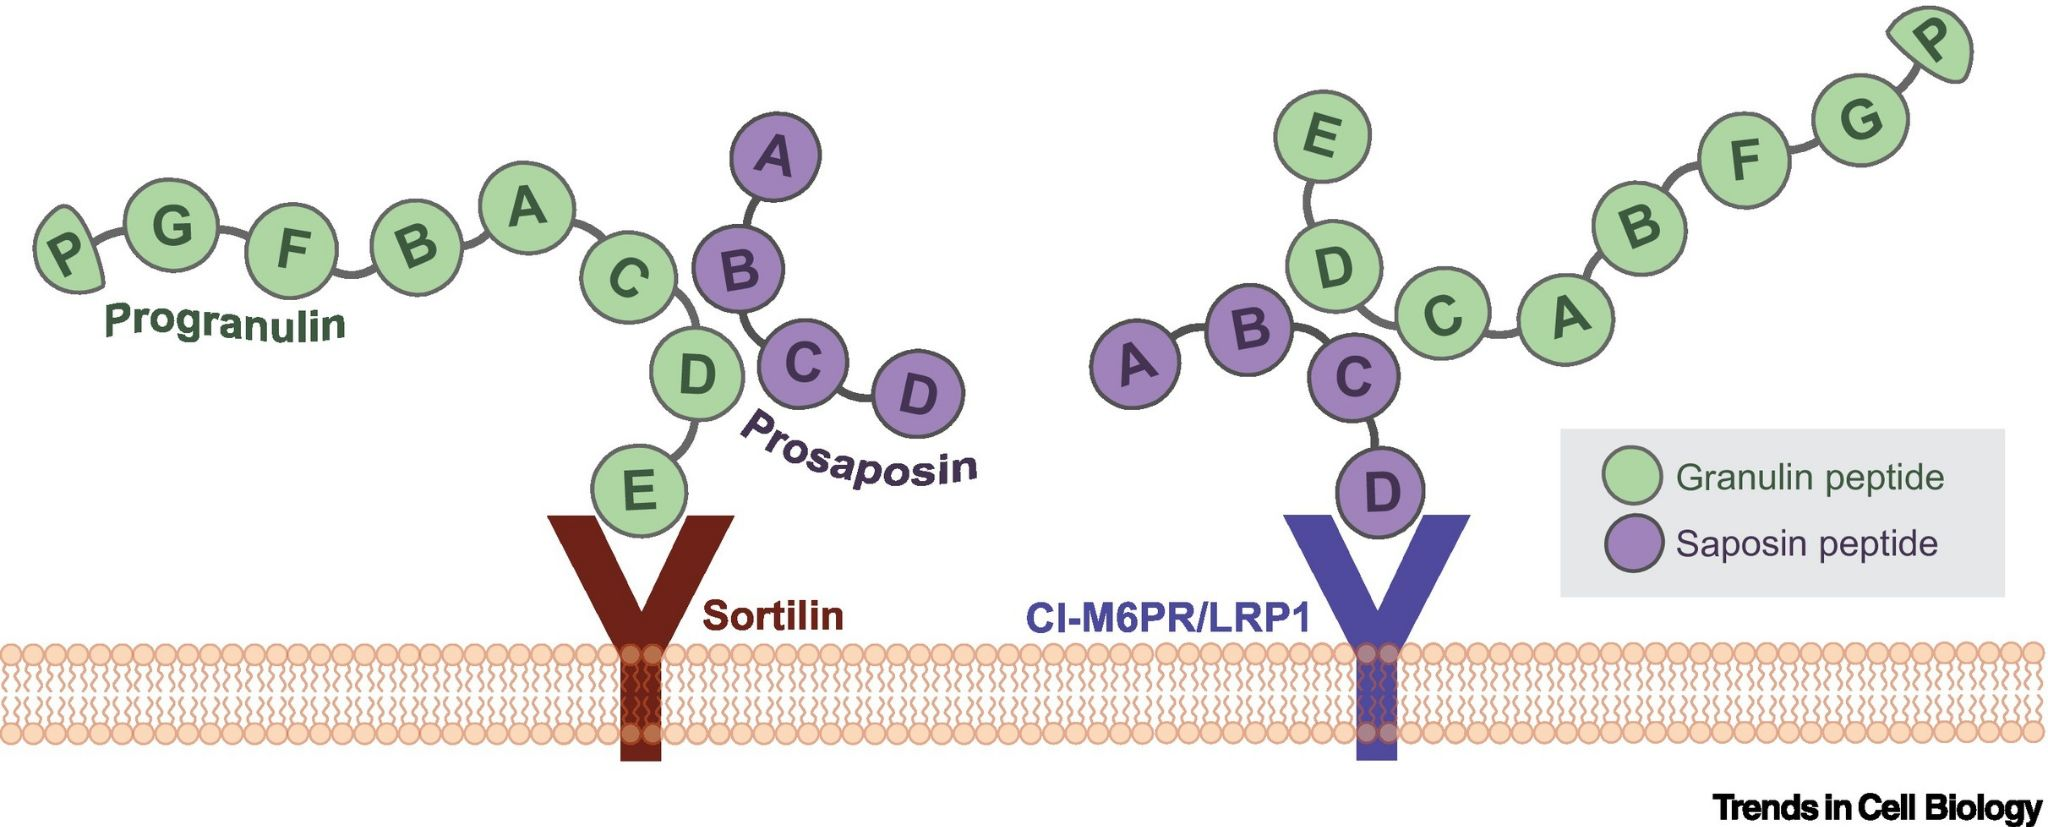 P G F B A C D E
Progranulin
A B C D
Prosaposin
Sortilin
E D C A B F G P
A B C D
CI-M6PR/LRP1
Granulin peptide
Saposin peptide
Trends in Cell Biology